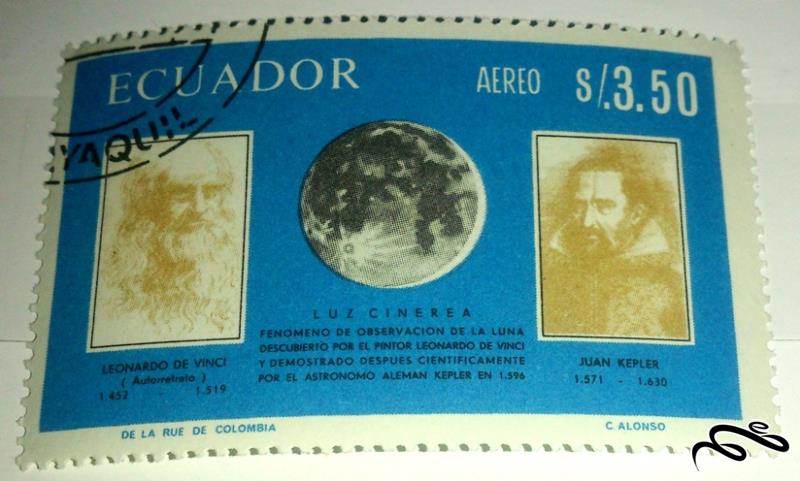 ECUADOR
AEREO S/.3.50
YAQUIL
LUZ CINEREA
FENOMENO DE OBSERVACION DE LA LUNA
DESCUBIERTO POR EL PINTOR LEONARDO DE VINCI
Y DEMOSTRADO DESPUES CIENTIFICAMENTE
POR EL ASTRONOMO ALEMAN KEPLER EN 1.596
LEONARDO DE VINCI
( Autorretrato )
1.452 - 1.519
JUAN KEPLER
1.571 - 1.630
DE LA RUE DE COLOMBIA
C. ALONSO